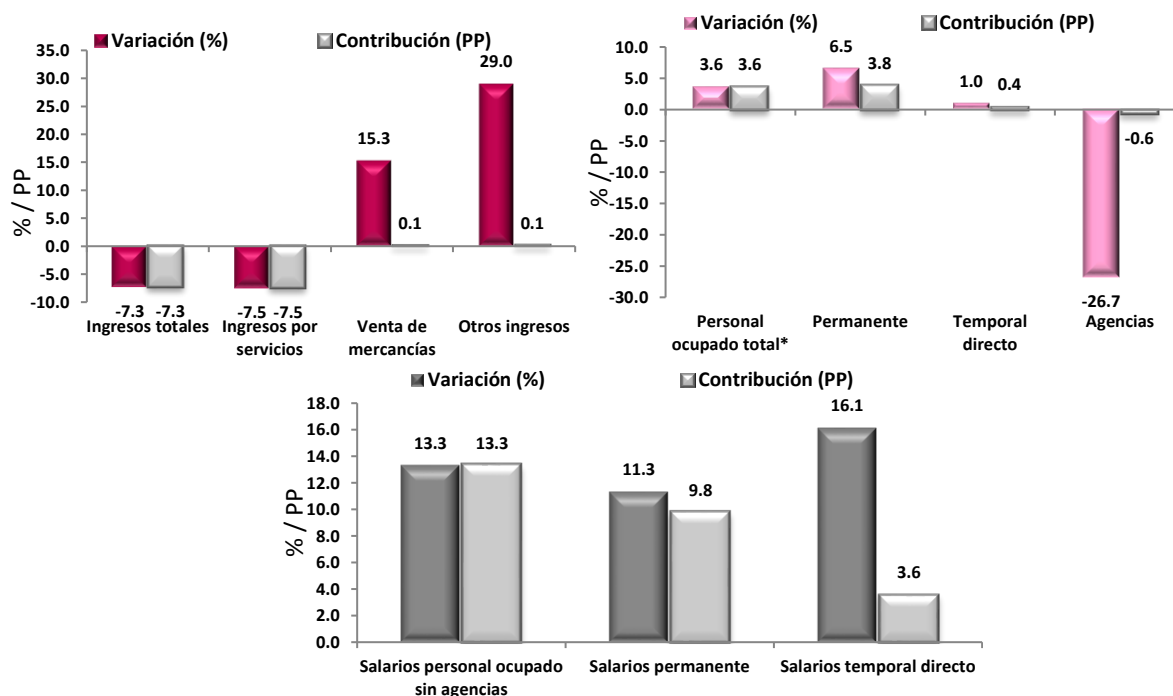 Variación (%) Contribución (PP)
35.0
30.0
25.0
20.0
15.0
10.0
5.0
0.0
-5.0
-10.0
% / PP
29.0
15.3
0.1 0.1
-7.3 -7.3 -7.5 -7.5
Ingresos totales Ingresos por Venta de Otros ingresos
servicios mercancías
Variación (%) Contribución (PP)
10.0
5.0
0.0
-5.0
-10.0
-15.0
-20.0
-25.0
-30.0
% / PP
3.6 3.6 6.5 3.8 1.0 0.4
-0.6
-26.7
Personal Permanente Temporal Agencias
ocupado total* directo
Variación (%) Contribución (PP)
18.0
16.0
14.0
12.0
10.0
8.0
6.0
4.0
2.0
0.0
% / PP
13.3 13.3 11.3 9.8 16.1 3.6
Salarios personal ocupado Salarios permanente Salarios temporal directo
sin agencias